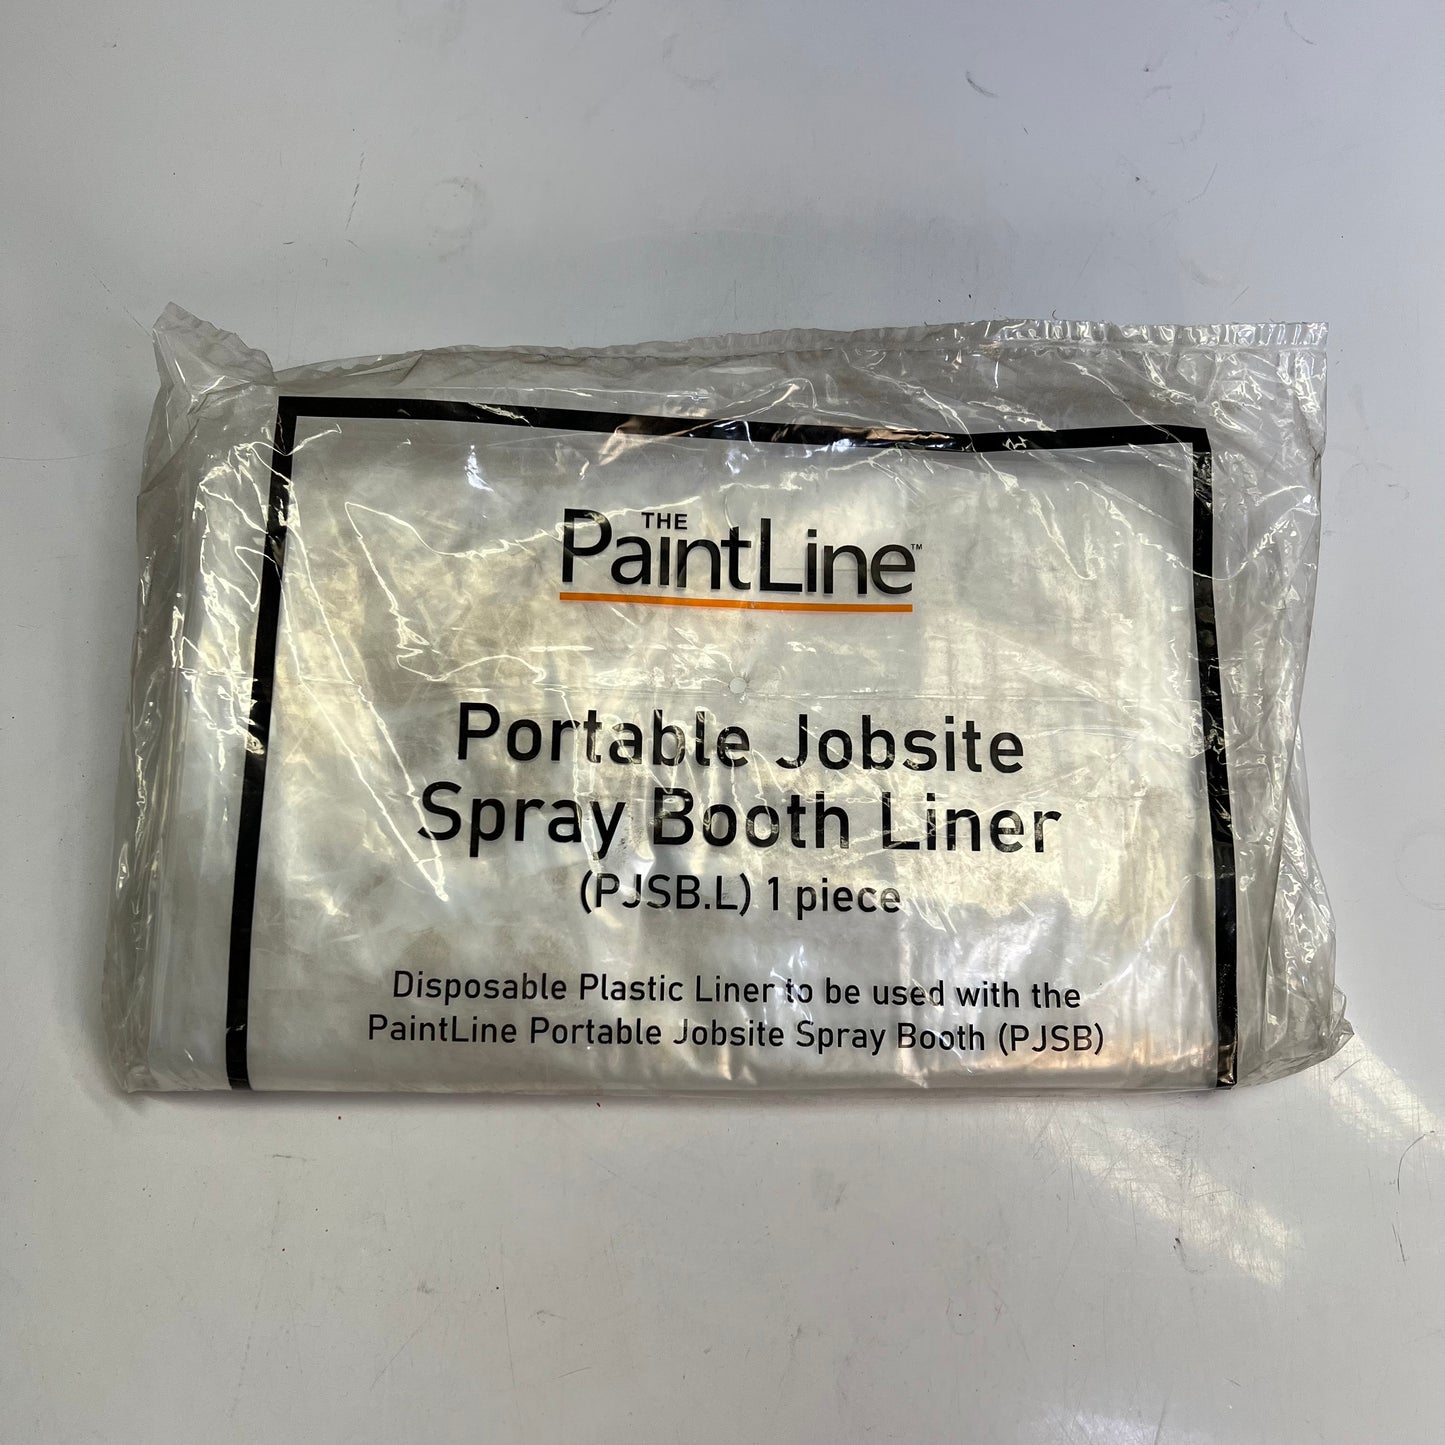 THE
PaintLine™
Portable Jobsite
Spray Booth Liner
(PJSB.L) 1 piece
Disposable Plastic Liner to be used with the
PaintLine Portable Jobsite Spray Booth (PJSB)